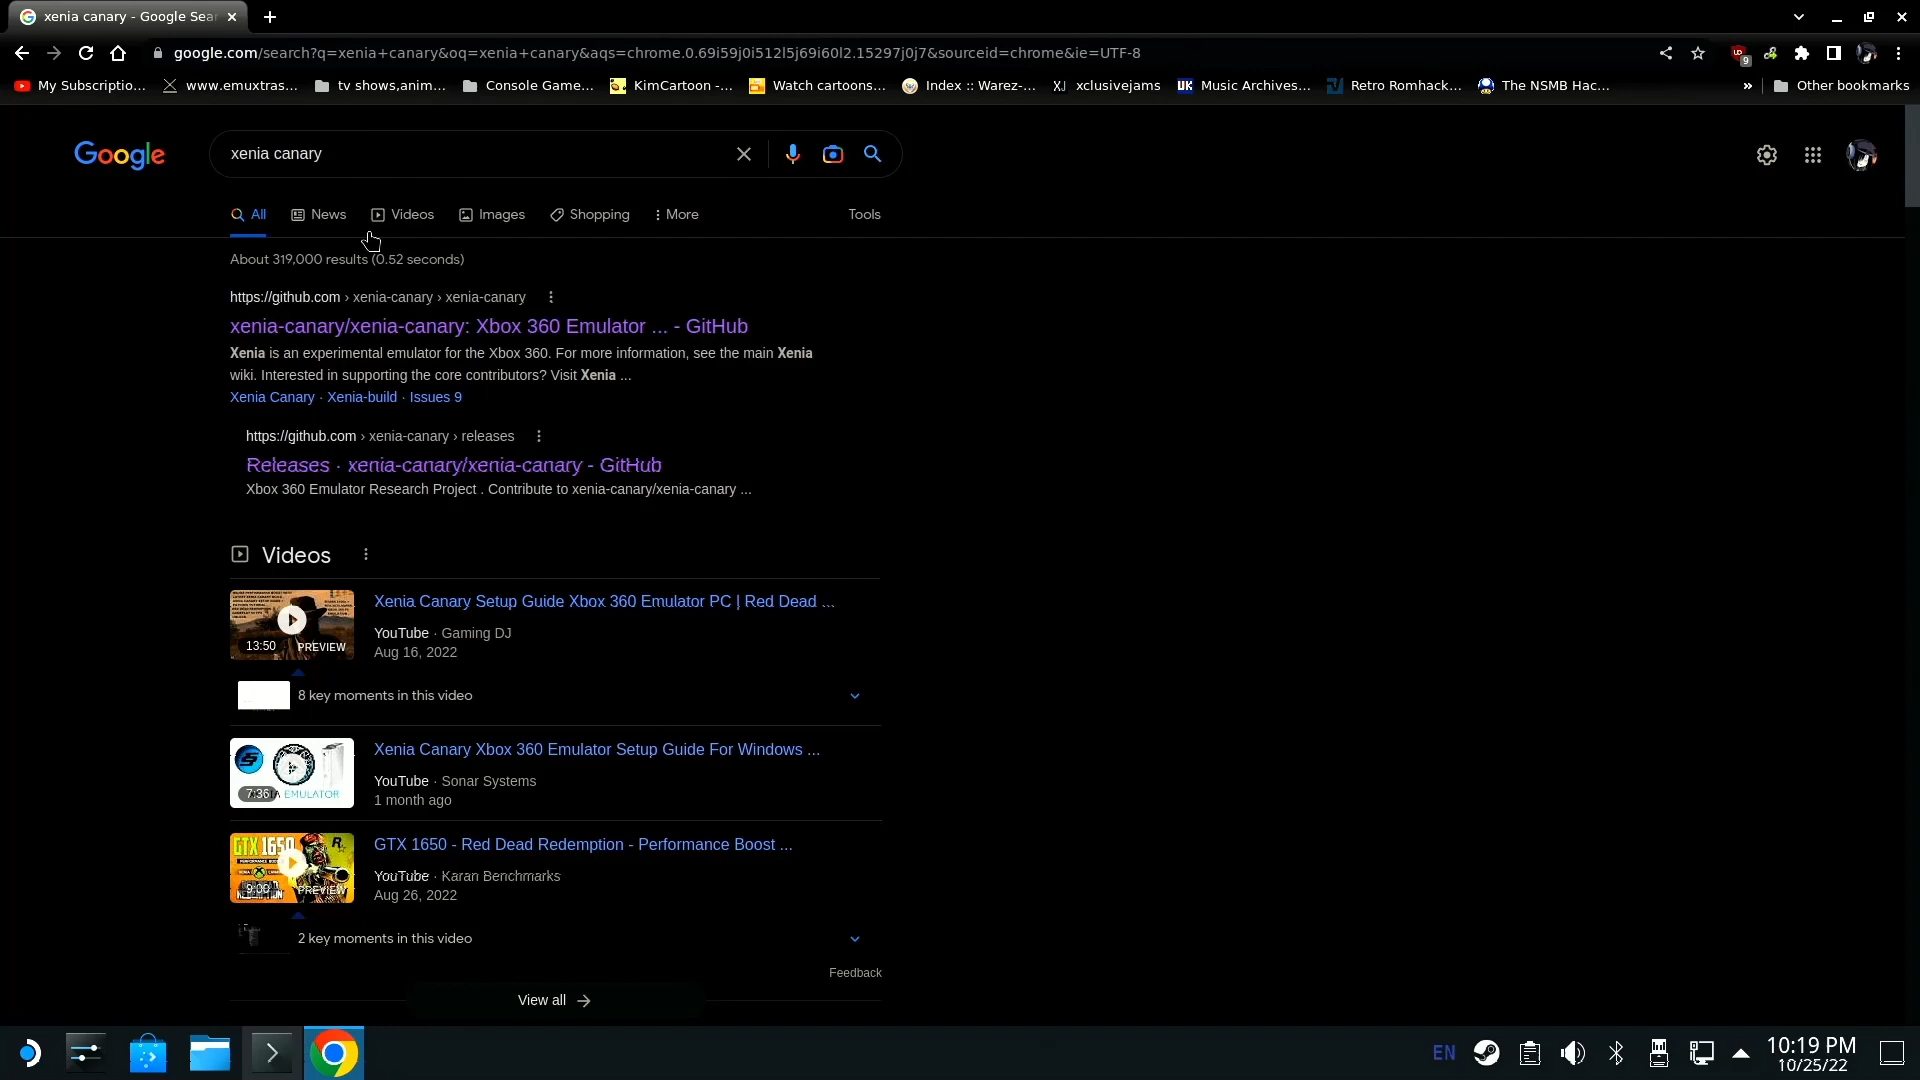 xenia canary - Google Sear
google.com/search?q=xenia+canary&oq=xenia+canary&aqs=chrome.0.69i59j0i512l5j69i60l2.15297j0j7&sourceid=chrome&ie=UTF-8
9
My Subscriptio... www.emuxtras... tv shows,anim... Console Game... KimCartoon -... Watch cartoons... Index :: Warez-... XJ xclusivejams UK Music Archives... Retro Romhack... The NSMB Hac... » Other bookmarks
Google xenia canary
All News Videos Images Shopping More Tools
About 319,000 results (0.52 seconds)
https://github.com › xenia-canary › xenia-canary
xenia-canary/xenia-canary: Xbox 360 Emulator ... - GitHub
Xenia is an experimental emulator for the Xbox 360. For more information, see the main Xenia
wiki. Interested in supporting the core contributors? Visit Xenia ...
Xenia Canary · Xenia-build · Issues 9
https://github.com › xenia-canary › releases
Releases · xenia-canary/xenia-canary - GitHub
Xbox 360 Emulator Research Project . Contribute to xenia-canary/xenia-canary ...
Videos
Xenia Canary Setup Guide Xbox 360 Emulator PC | Red Dead ...
YouTube · Gaming DJ
13:50 PREVIEW
Aug 16, 2022
8 key moments in this video
Xenia Canary Xbox 360 Emulator Setup Guide For Windows ...
YouTube · Sonar Systems
7:36 EMULATOR
1 month ago
GTX 1650 - Red Dead Redemption - Performance Boost ...
GTX 1650
YouTube · Karan Benchmarks
9:00 PREVIEW
Aug 26, 2022
2 key moments in this video
Feedback
View all
EN 10:19 PM
10/25/22